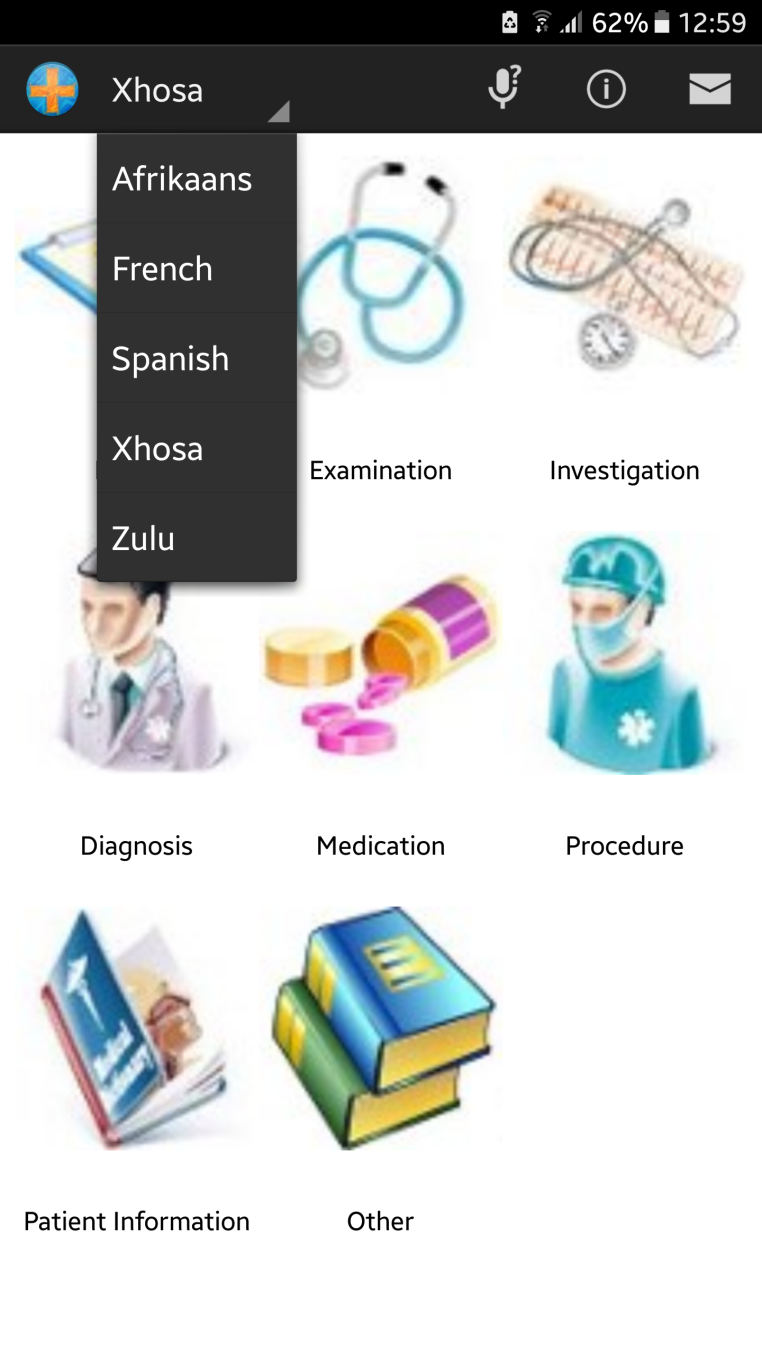 62% 12:59
Xhosa
Afrikaans
French
Spanish
Xhosa
Zulu
Examination
Investigation
Diagnosis
Medication
Procedure
Patient Information
Other